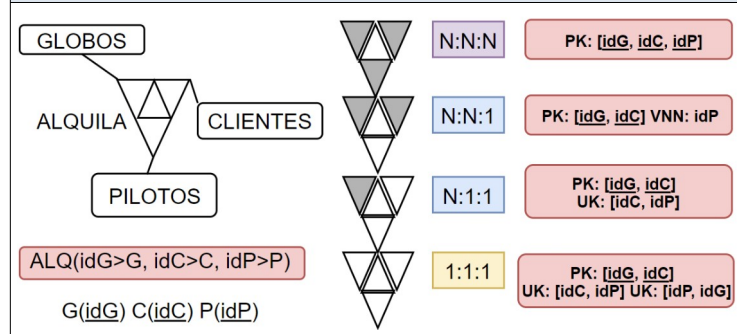 GLOBOS
ALQUILA
CLIENTES
PILOTOS
ALQ(idG>G, idC>C, idP>P)
G(idG) C(idC) P(idP)
N:N:N
PK: [idG, idC, idP]
N:N:1
PK: [idG, idC] VNN: idP
N:1:1
PK: [idG, idC]
UK: [idC, idP]
1:1:1
PK: [idG, idC]
UK: [idC, idP] UK: [idP, idG]